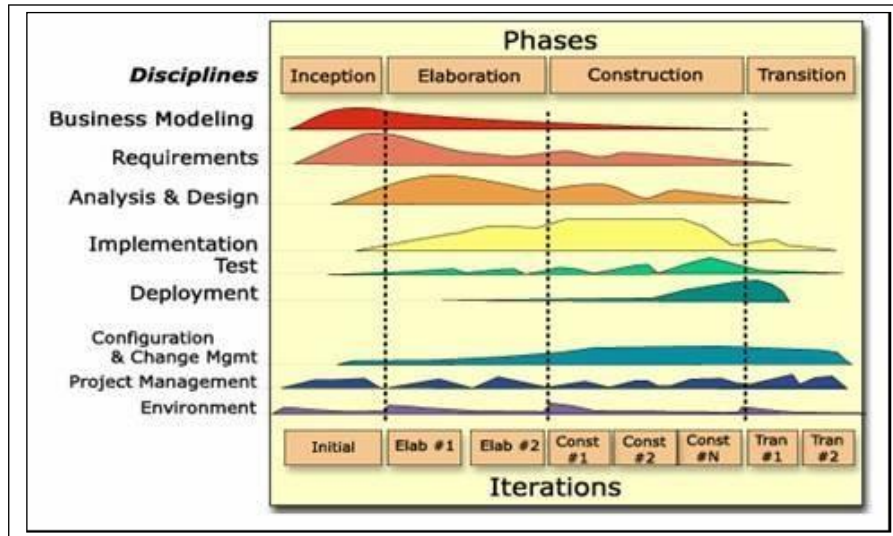 Phases
Disciplines
Inception
Elaboration
Construction
Transition
Business Modeling
Requirements
Analysis & Design
Implementation
Test
Deployment
Configuration
& Change Mgmt
Project Management
Environment
Initial
Elab #1
Elab #2
Const
#1
Const
#2
Const
#N
Tran
#1
Tran
#2
Iterations